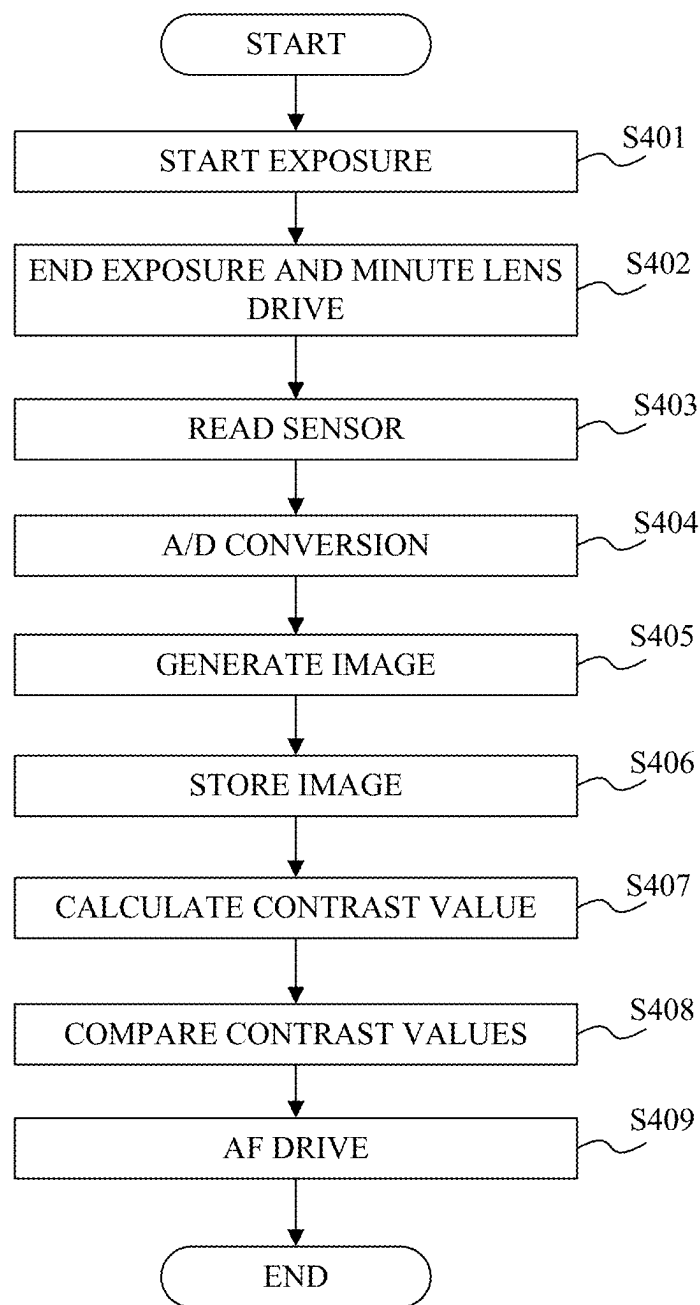 START
START EXPOSURE
S401
END EXPOSURE AND MINUTE LENS
DRIVE
S402
READ SENSOR
S403
A/D CONVERSION
S404
GENERATE IMAGE
S405
STORE IMAGE
S406
CALCULATE CONTRAST VALUE
S407
COMPARE CONTRAST VALUES
S408
AF DRIVE
S409
END